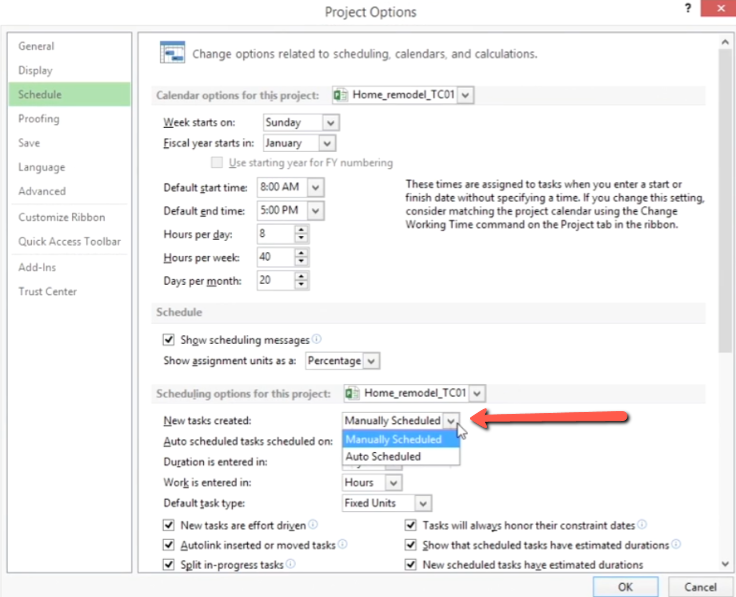 Project Options
?
General
Display
Schedule
Proofing
Save
Language
Advanced
Customize Ribbon
Quick Access Toolbar
Add-Ins
Trust Center
Change options related to scheduling, calendars, and calculations.
Calendar options for this project: Home_remodel_TC01
Week starts on: Sunday
Fiscal year starts in: January
Use starting year for FY numbering
Default start time: 8:00 AM
Default end time: 5:00 PM
Hours per day: 8
Hours per week: 40
Days per month: 20
These times are assigned to tasks when you enter a start or
finish date without specifying a time. If you change this setting,
consider matching the project calendar using the Change
Working Time command on the Project tab in the ribbon.
Schedule
Show scheduling messages
Show assignment units as a: Percentage
Scheduling options for this project: Home_remodel_TC01
New tasks created: Manually Scheduled
Manually Scheduled
Auto Scheduled
Auto scheduled tasks scheduled on:
Duration is entered in:
Work is entered in: Hours
Default task type: Fixed Units
New tasks are effort driven
Autolink inserted or moved tasks
Split in-progress tasks
Tasks will always honor their constraint dates
Show that scheduled tasks have estimated durations
New scheduled tasks have estimated durations
OK
Cancel